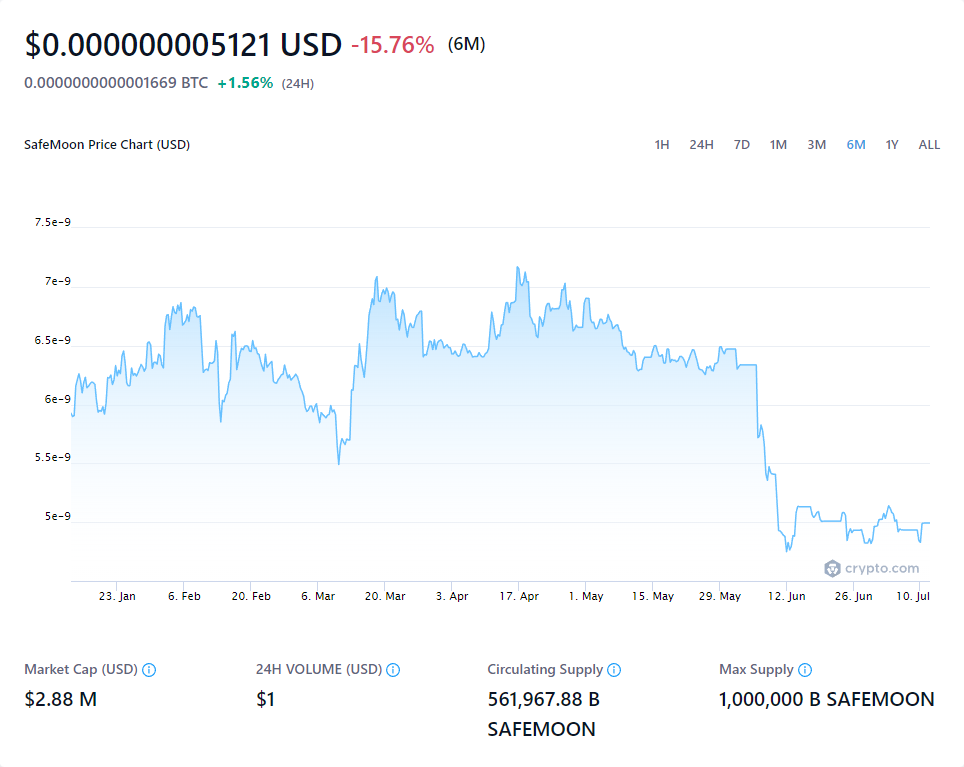 $0.000000005121 USD -15.76% (6M)
0.0000000000001669 BTC +1.56% (24H)
SafeMoon Price Chart (USD) 1H 24H 7D 1M 3M 6M 1Y ALL
7.5e-9
7e-9
6.5e-9
6e-9
5.5e-9
5e-9
crypto.com
23. Jan 6. Feb 20. Feb 6. Mar 20. Mar 3. Apr 17. Apr 1. May 15. May 29. May 12. Jun 26. Jun 10. Jul
Market Cap (USD) 24H VOLUME (USD) Circulating Supply Max Supply
$2.88 M $1 561,967.88 B 1,000,000 B SAFEMOON
SAFEMOON